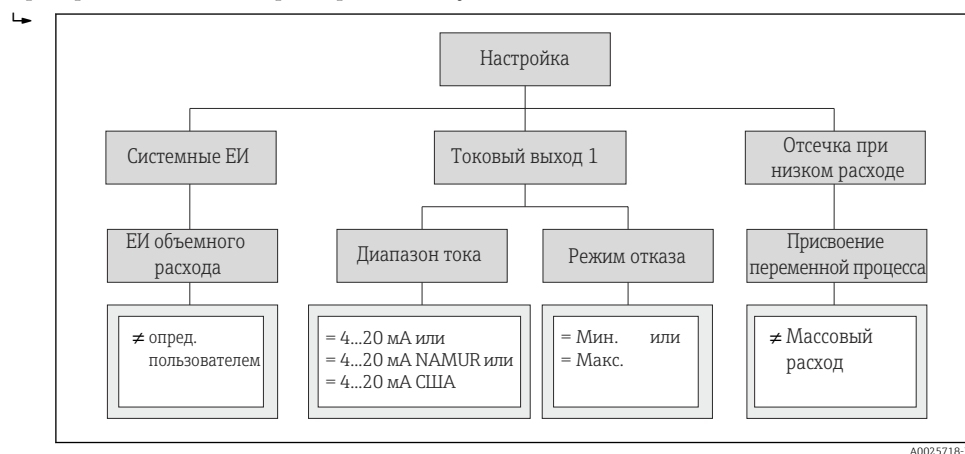 Настройка
Системные ЕИ
Токовый выход 1
Отсечка при
низком расходе
ЕИ объемного
расхода
Диапазон тока
Режим отказа
Присвоение
переменной процесса
≠ опред.
пользователем
= 4...20 мА или
= 4...20 мА NAMUR или
= 4...20 мА США
= Мин. или
= Макс.
≠ Массовый
расход